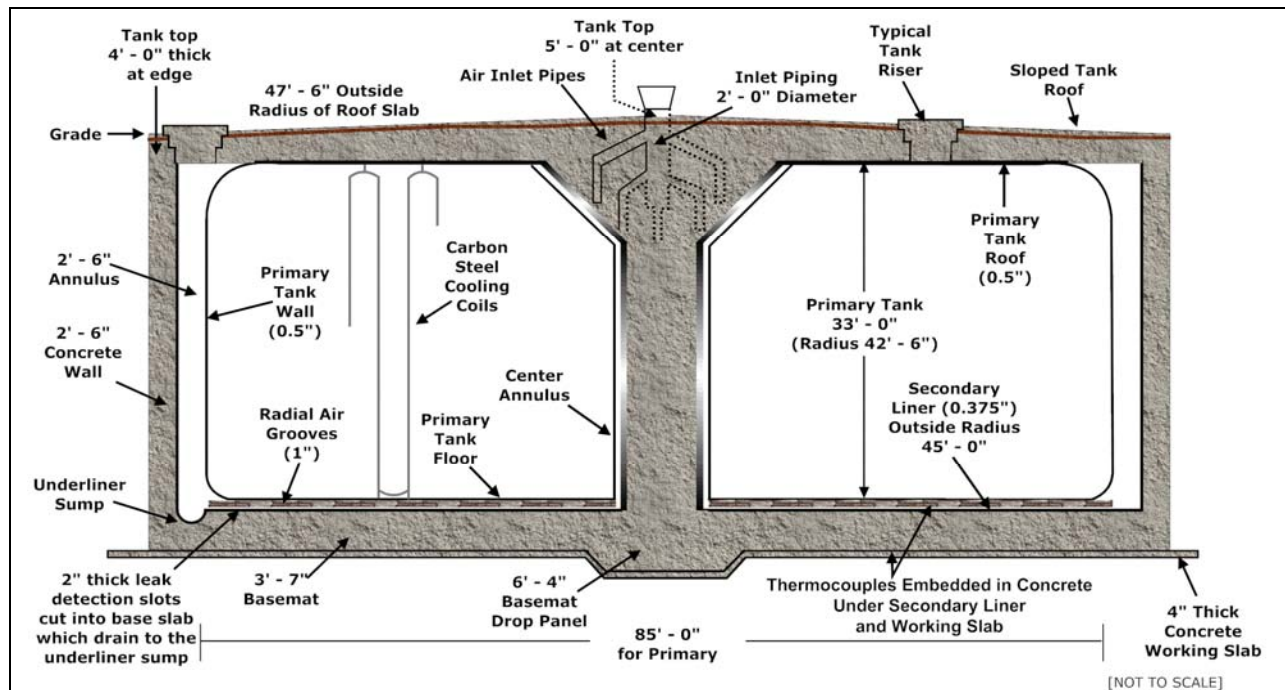 Tank top
4' - 0" thick
at edge
47' - 6" Outside
Radius of Roof Slab
Air Inlet Pipes
Tank Top
5' - 0" at center
Inlet Piping
2' - 0" Diameter
Typical
Tank
Riser
Sloped Tank
Roof
Grade
2' - 6"
Annulus
2' - 6"
Concrete
Wall
Primary
Tank
Wall
(0.5")
Carbon
Steel
Cooling
Coils
Primary
Tank
Roof
(0.5")
Primary Tank
33' - 0"
(Radius 42' - 6")
Center
Annulus
Radial Air
Grooves
(1")
Primary
Tank
Floor
Secondary
Liner (0.375")
Outside Radius
45' - 0"
Underliner
Sump
2" thick leak
detection slots
cut into base slab
which drain to the
underliner sump
3' - 7"
Basemat
6' - 4"
Basemat
Drop Panel
Thermocouples Embedded in Concrete
Under Secondary Liner
and Working Slab
4" Thick
Concrete
Working Slab
85' - 0"
for Primary
[NOT TO SCALE]